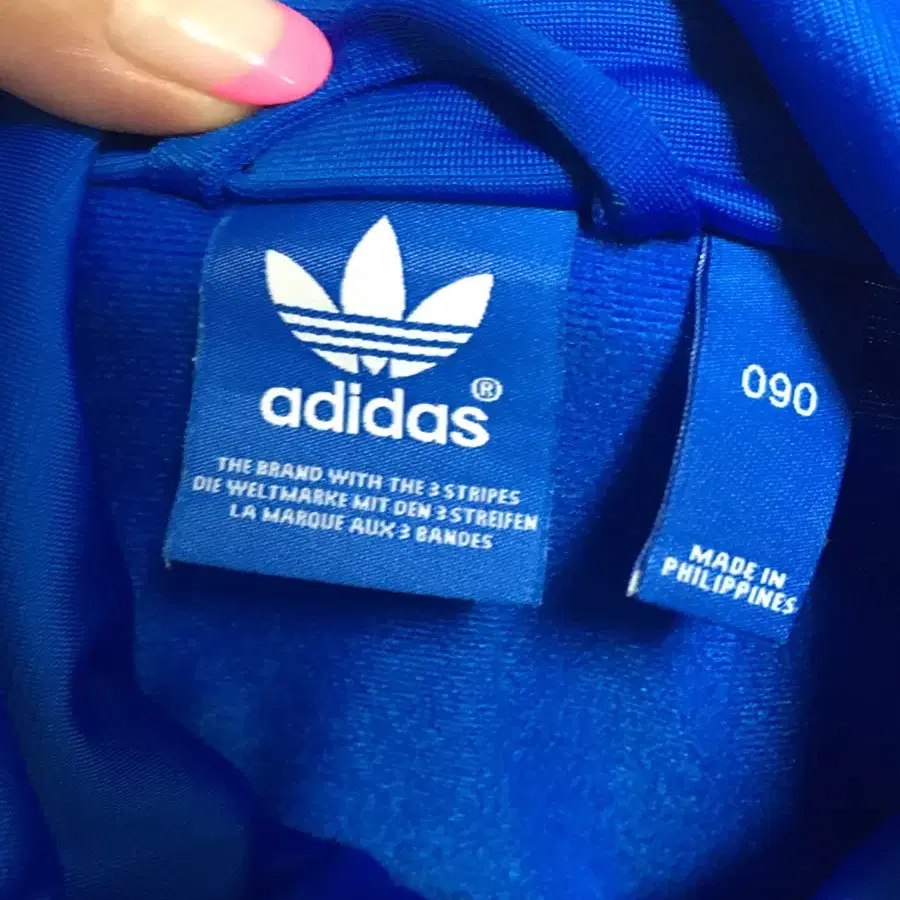 adidas®
THE BRAND WITH THE 3 STRIPES
DIE WELTMARKE MIT DEN 3 STREIFEN
LA MARQUE AUX 3 BANDES
090
MADE IN
PHILIPPINES